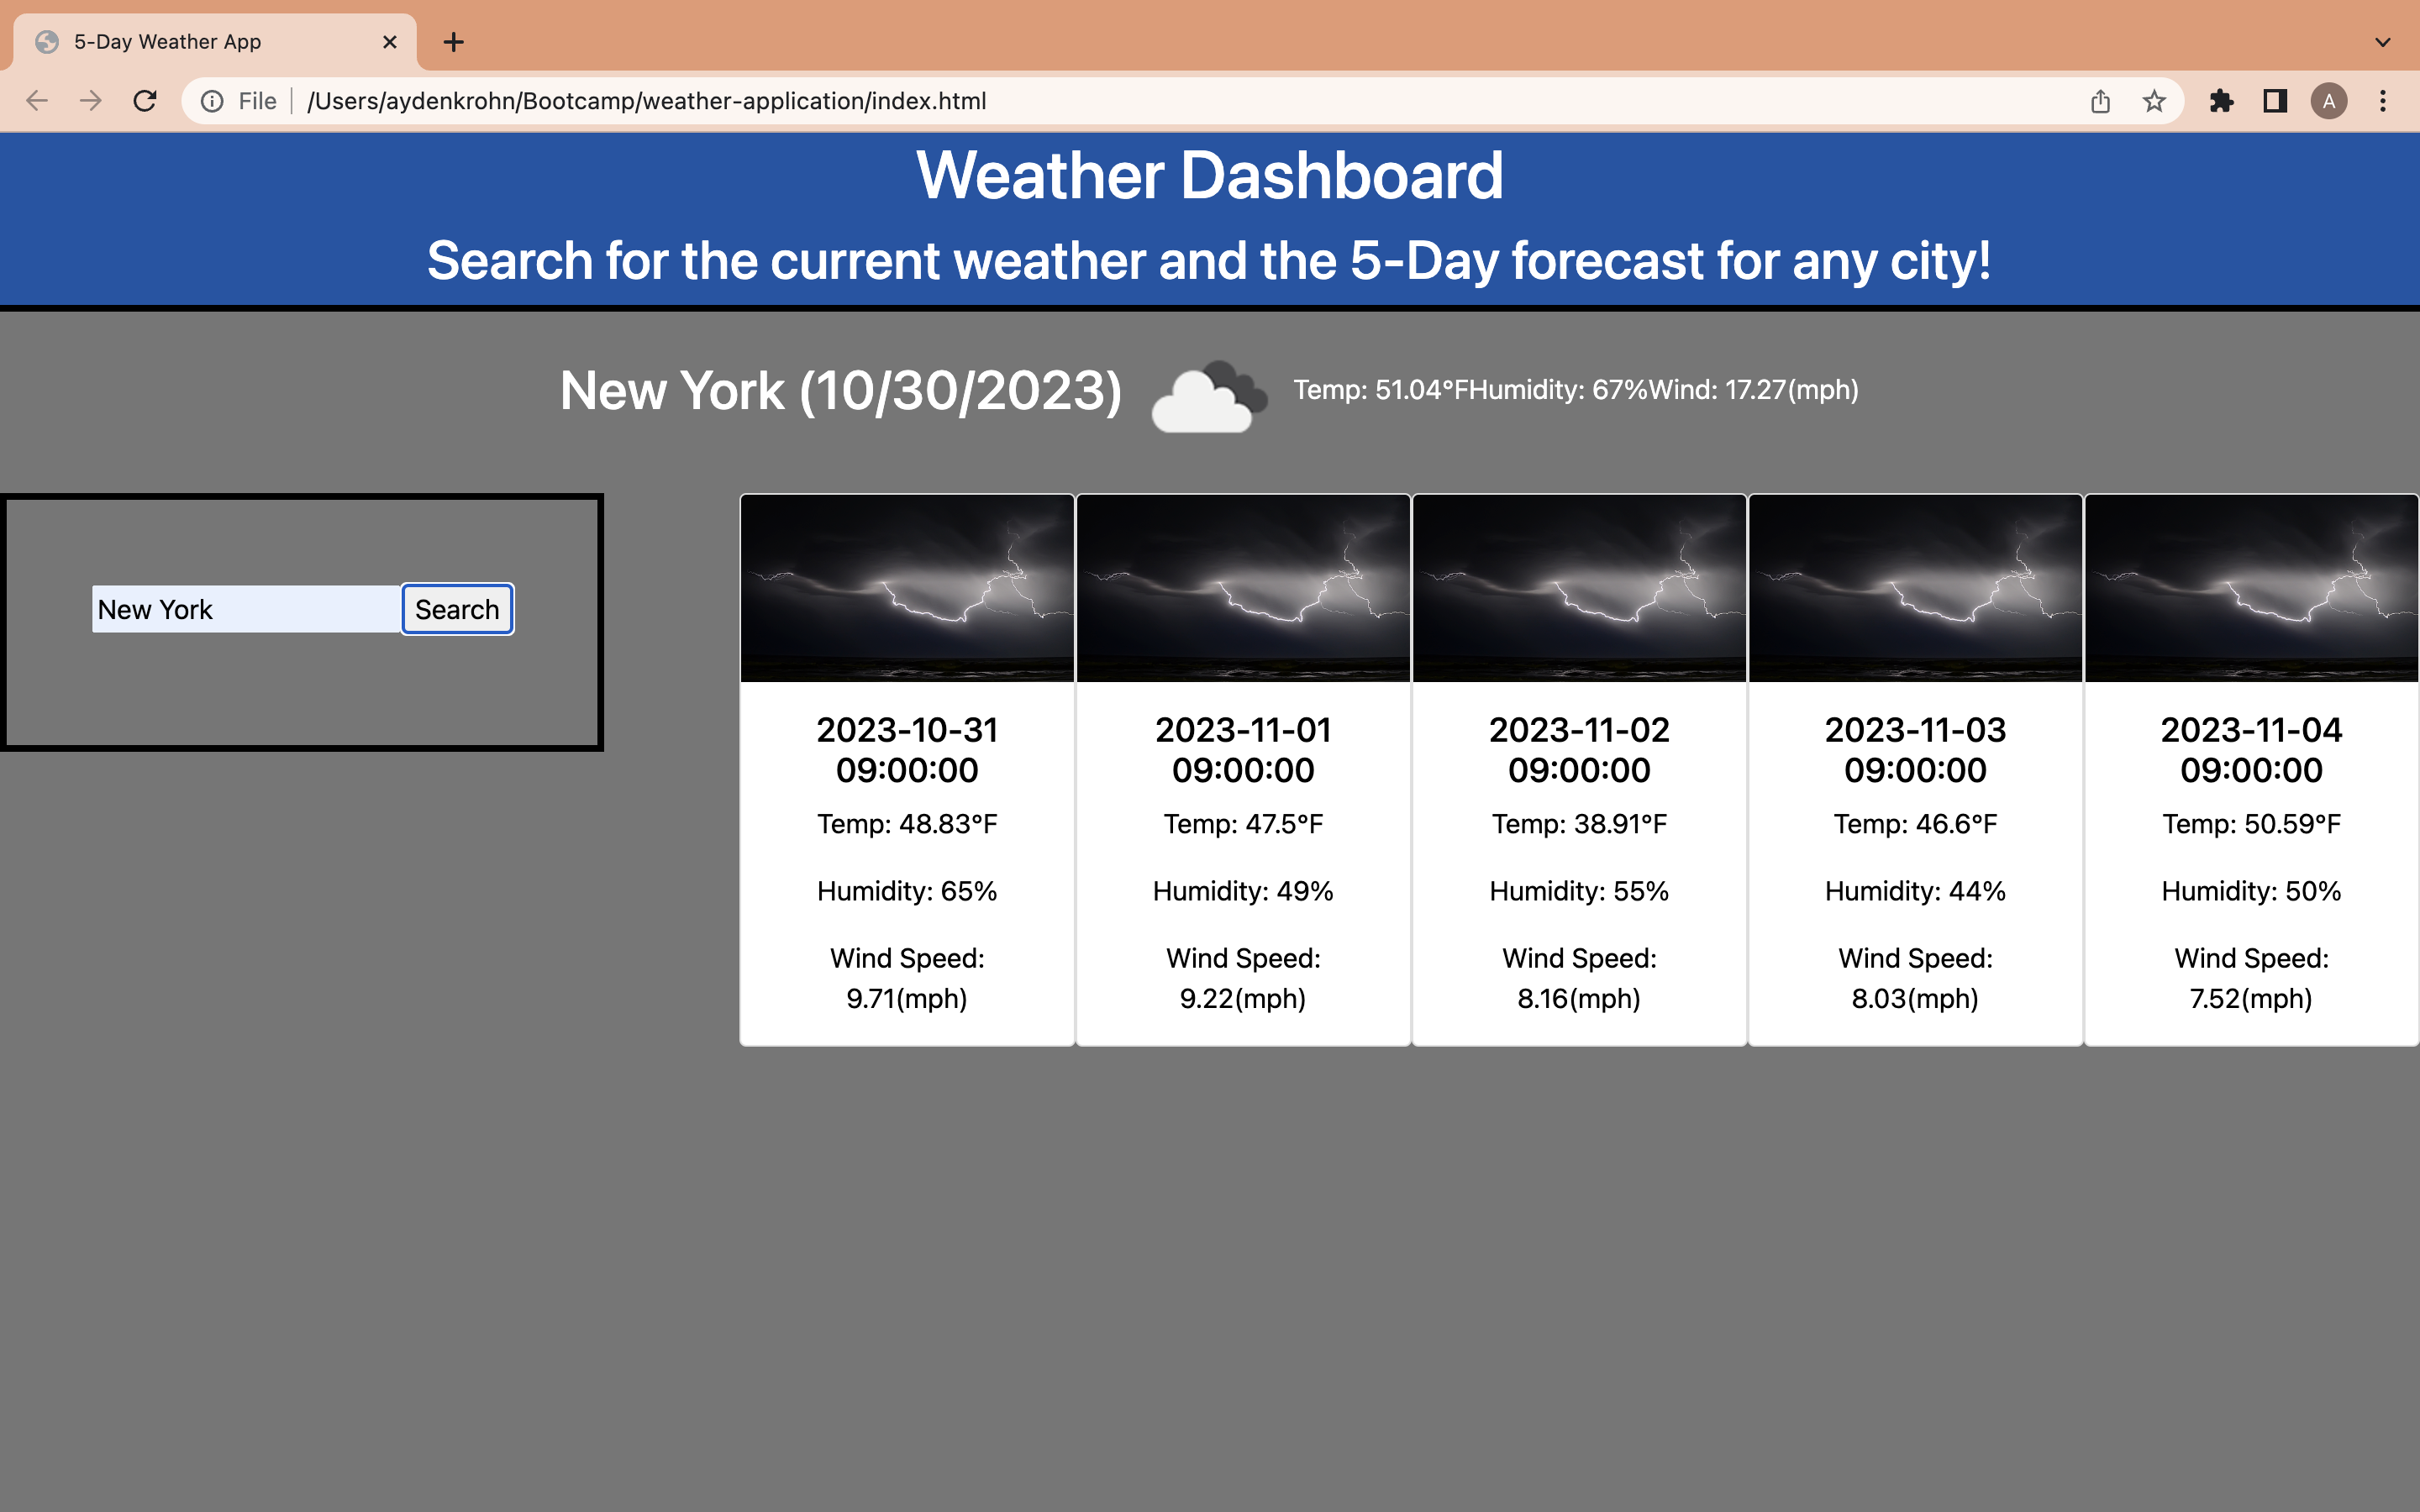 5-Day Weather App
File
/Users/aydenkrohn/Bootcamp/weather-application/index.html
A
Weather Dashboard
Search for the current weather and the 5-Day forecast for any city!
New York (10/30/2023)
Temp: 51.04°FHumidity: 67%Wind: 17.27(mph)
New York
Search
2023-10-31
09:00:00
Temp: 48.83°F
Humidity: 65%
Wind Speed:
9.71(mph)
2023-11-01
09:00:00
Temp: 47.5°F
Humidity: 49%
Wind Speed:
9.22(mph)
2023-11-02
09:00:00
Temp: 38.91°F
Humidity: 55%
Wind Speed:
8.16(mph)
2023-11-03
09:00:00
Temp: 46.6°F
Humidity: 44%
Wind Speed:
8.03(mph)
2023-11-04
09:00:00
Temp: 50.59°F
Humidity: 50%
Wind Speed:
7.52(mph)